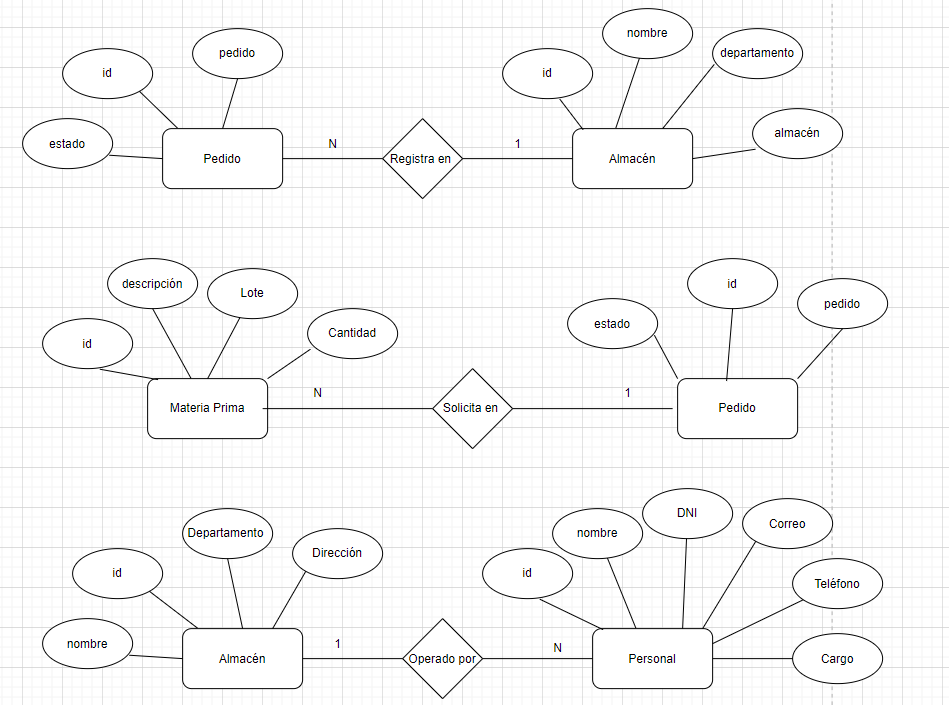 nombre
pedido
departamento
id
id
almacén
estado
N
1
Pedido
Registra en
Almacén
descripción
id
Lote
pedido
estado
Cantidad
id
N
1
Materia Prima
Solicita en
Pedido
DNI
Correo
Departamento
nombre
Dirección
id
id
Teléfono
nombre
1
N
Almacén
Operado por
Personal
Cargo